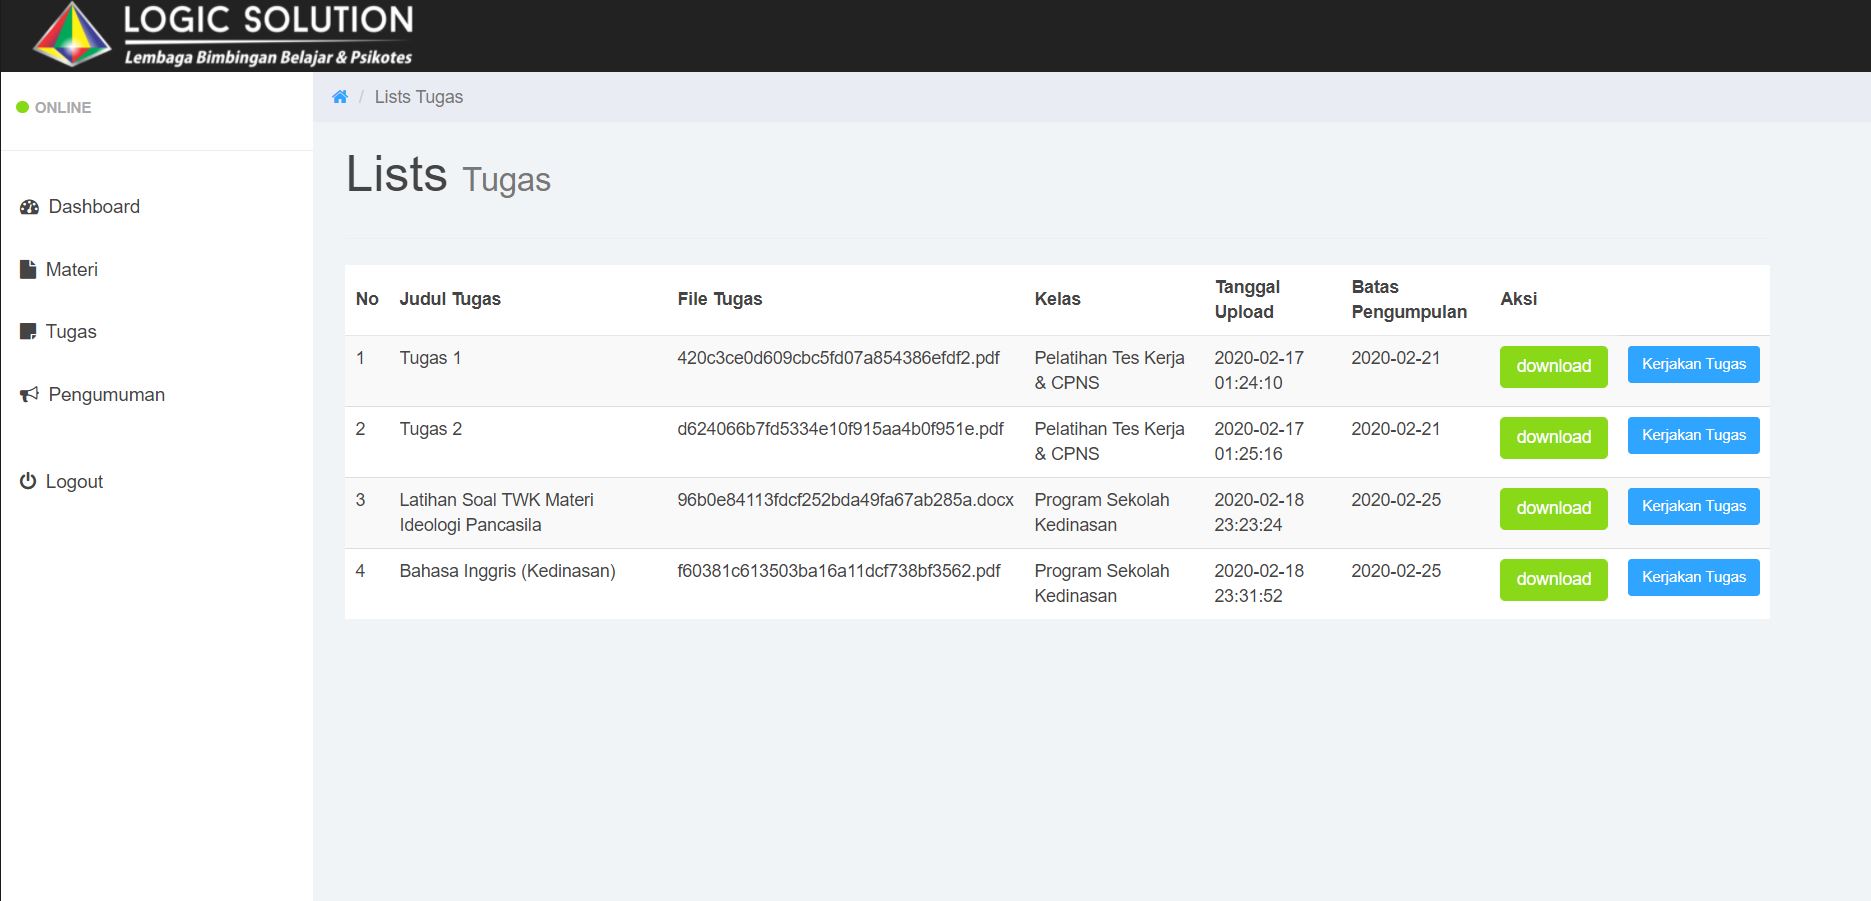 LOGIC SOLUTION
Lembaga Bimbingan Belajar & Psikotes
ONLINE
/ Lists Tugas
Dashboard
Materi
Tugas
Pengumuman
Logout
Lists Tugas
No Judul Tugas File Tugas Kelas Tanggal Upload Batas Pengumpulan Aksi
1 Tugas 1 420c3ce0d609cbc5fd07a854386efdf2.pdf Pelatihan Tes Kerja & CPNS 2020-02-17 01:24:10 2020-02-21 download Kerjakan Tugas
2 Tugas 2 d624066b7fd5334e10f915aa4b0f951e.pdf Pelatihan Tes Kerja & CPNS 2020-02-17 01:25:16 2020-02-21 download Kerjakan Tugas
3 Latihan Soal TWK Materi Ideologi Pancasila 96b0e84113fdcf252bda49fa67ab285a.docx Program Sekolah Kedinasan 2020-02-18 23:23:24 2020-02-25 download Kerjakan Tugas
4 Bahasa Inggris (Kedinasan) f60381c613503ba16a11dcf738bf3562.pdf Program Sekolah Kedinasan 2020-02-18 23:31:52 2020-02-25 download Kerjakan Tugas